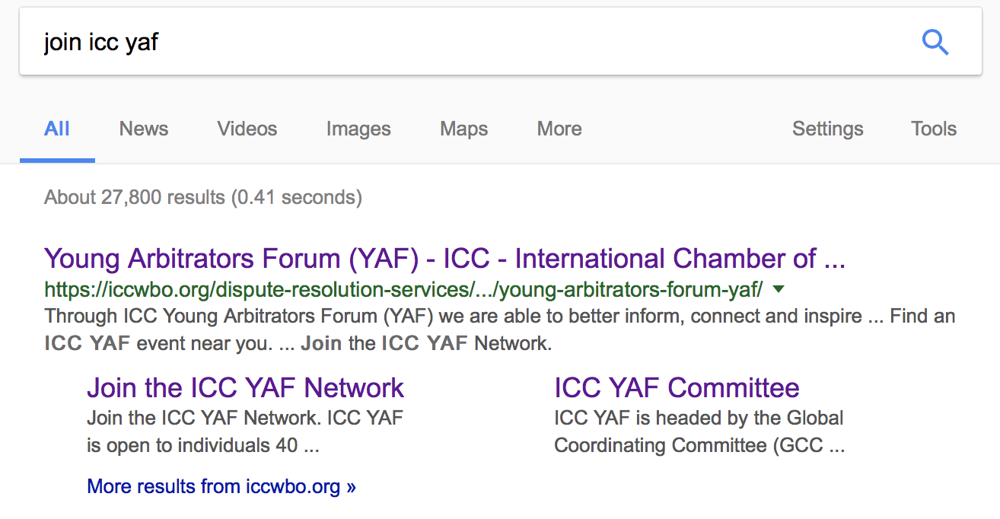 join icc yaf
All News Videos Images Maps More Settings Tools
About 27,800 results (0.41 seconds)
Young Arbitrators Forum (YAF) - ICC - International Chamber of ...
https://iccwbo.org/dispute-resolution-services/.../young-arbitrators-forum-yaf/
Through ICC Young Arbitrators Forum (YAF) we are able to better inform, connect and inspire ... Find an
ICC YAF event near you. ... Join the ICC YAF Network.
Join the ICC YAF Network
Join the ICC YAF Network. ICC YAF
is open to individuals 40 ...
ICC YAF Committee
ICC YAF is headed by the Global
Coordinating Committee (GCC ...
More results from iccwbo.org »